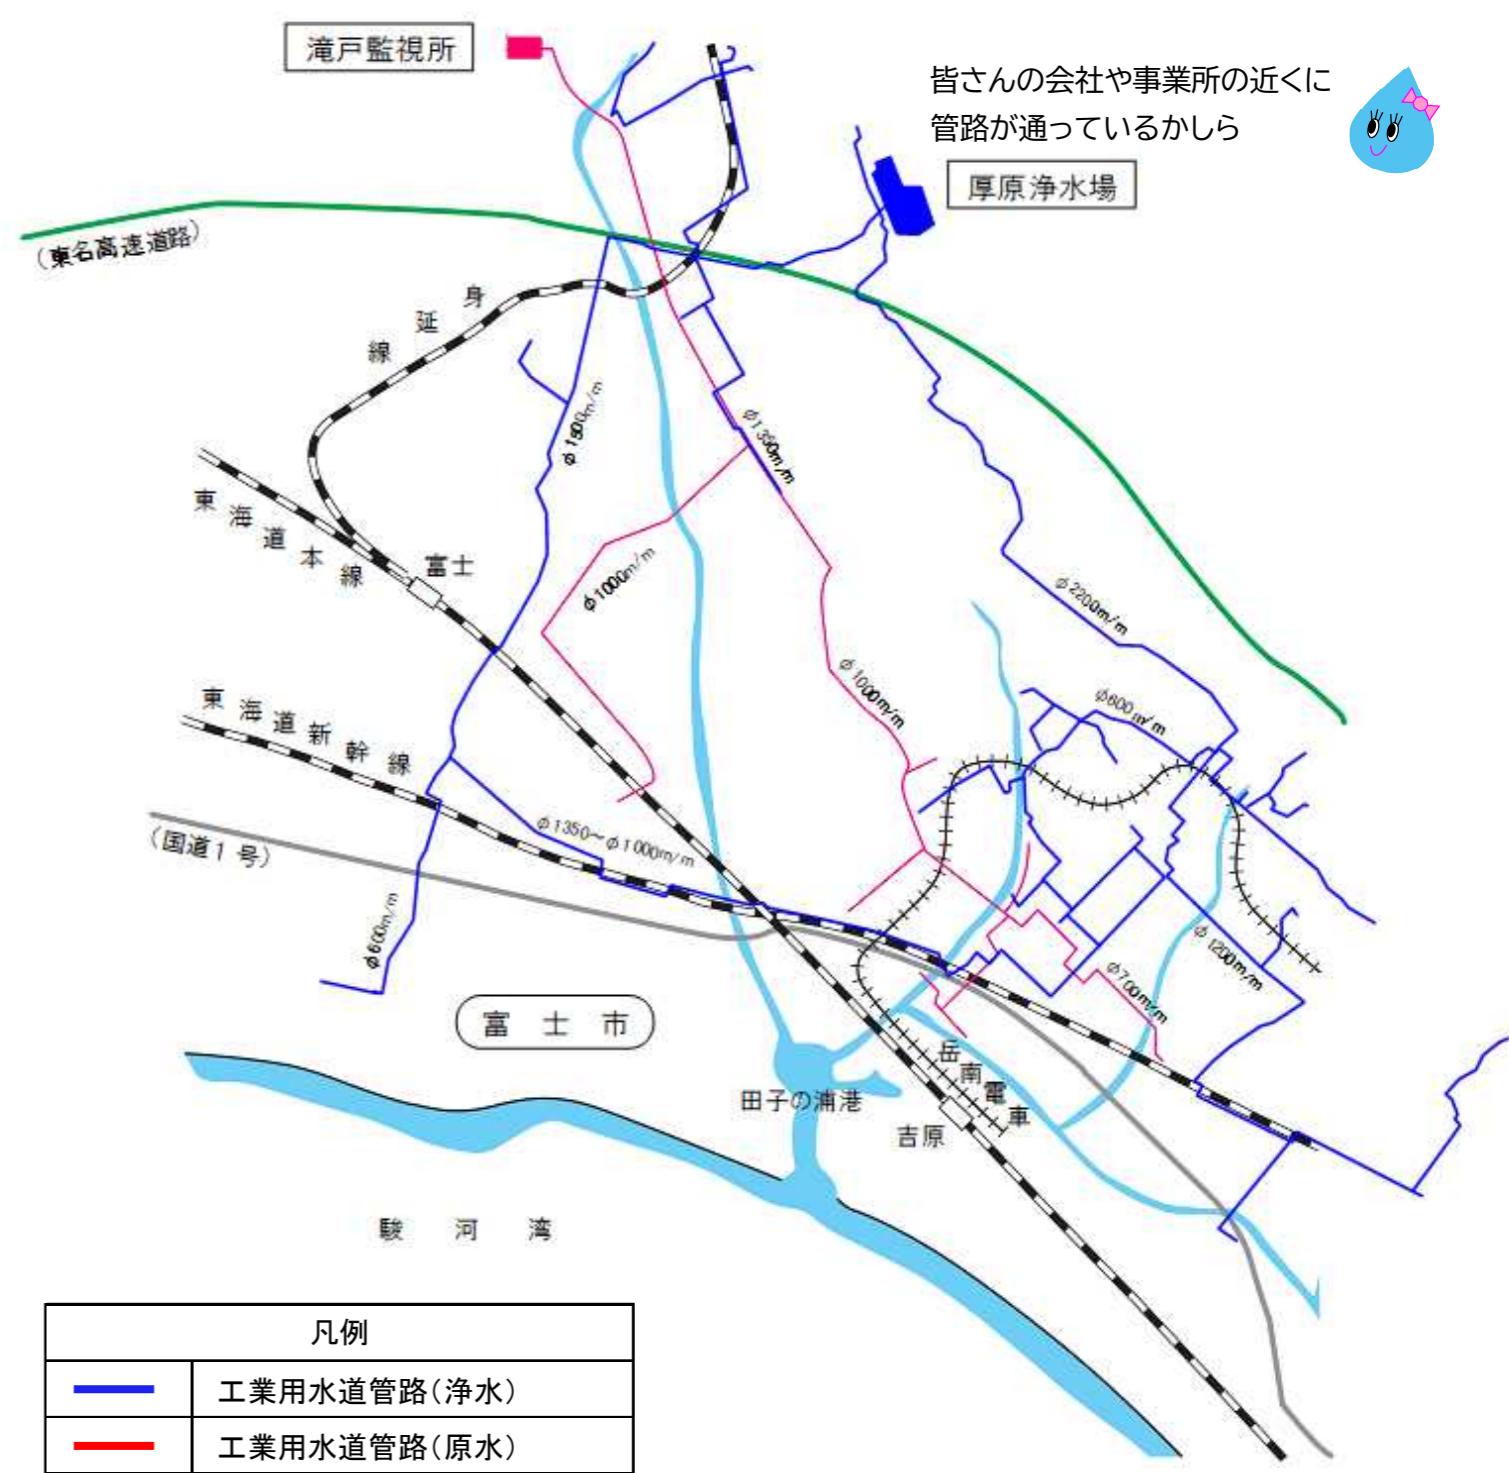 滝戸監視所
皆さんの会社や事業所の近くに
管路が通っているかしら
厚原浄水場
(東名高速道路)
身延線
φ1350m/m
東海道本線
富士
φ1000m/m
φ2200m/m
φ1000m/m
φ600m/m
東海道新幹線
(国道1号)
φ1350～φ1000m/m
φ600m/m
φ1200m/m
φ700m/m
富士市
岳南電車
田子の浦港
吉原
駿河湾
凡例
工業用水道管路(浄水)
工業用水道管路(原水)